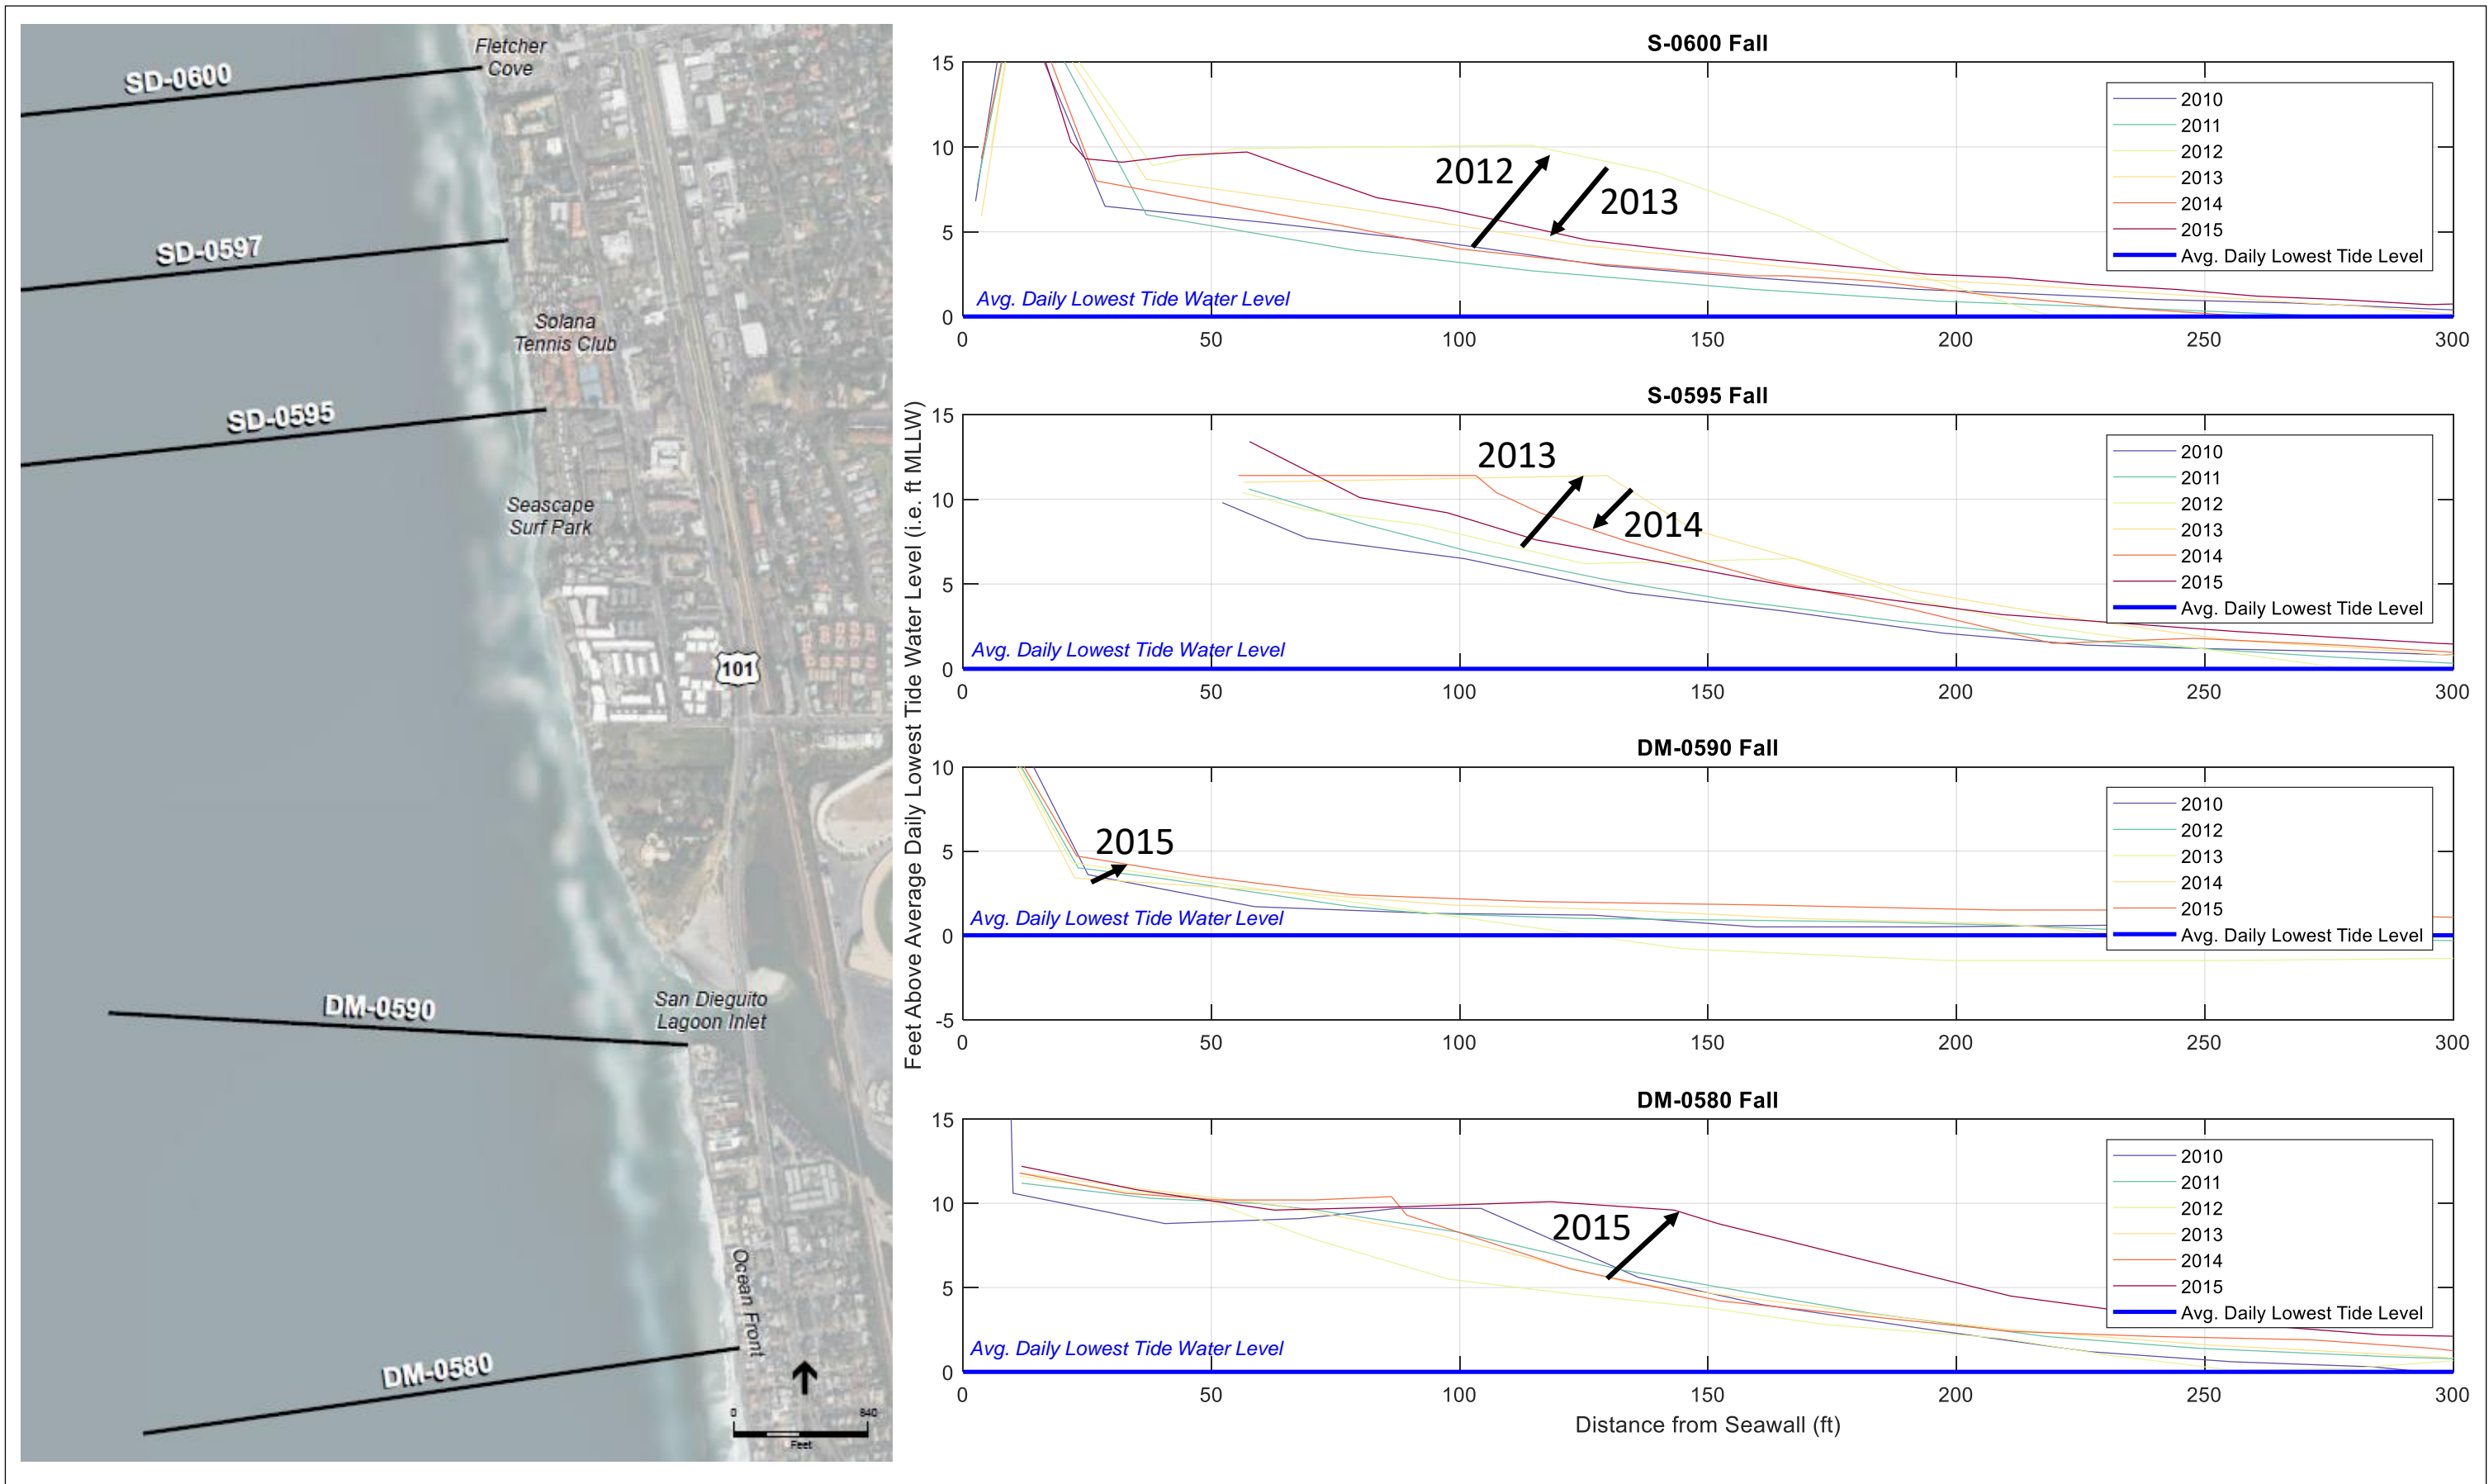 Fletcher
Cove
SD-0600
SD-0597
Solana
Tennis Club
SD-0595
Seascape
Surf Park
101
San Dieguito
Lagoon Inlet
DM-0590
Ocean Front
DM-0580
0 840
Feet
Feet Above Average Daily Lowest Tide Water Level (i.e. ft MLLW)
S-0600 Fall
15
10
5
0
2012
2013
Avg. Daily Lowest Tide Water Level
2010
2011
2012
2013
2014
2015
Avg. Daily Lowest Tide Level
0 50 100 150 200 250 300
S-0595 Fall
15
10
5
0
2013
2014
Avg. Daily Lowest Tide Water Level
2010
2011
2012
2013
2014
2015
Avg. Daily Lowest Tide Level
0 50 100 150 200 250 300
DM-0590 Fall
10
5
0
-5
2015
Avg. Daily Lowest Tide Water Level
2010
2012
2013
2014
2015
Avg. Daily Lowest Tide Level
0 50 100 150 200 250 300
DM-0580 Fall
15
10
5
0
2015
Avg. Daily Lowest Tide Water Level
2010
2011
2012
2013
2014
2015
Avg. Daily Lowest Tide Level
0 50 100 150 200 250 300
Distance from Seawall (ft)